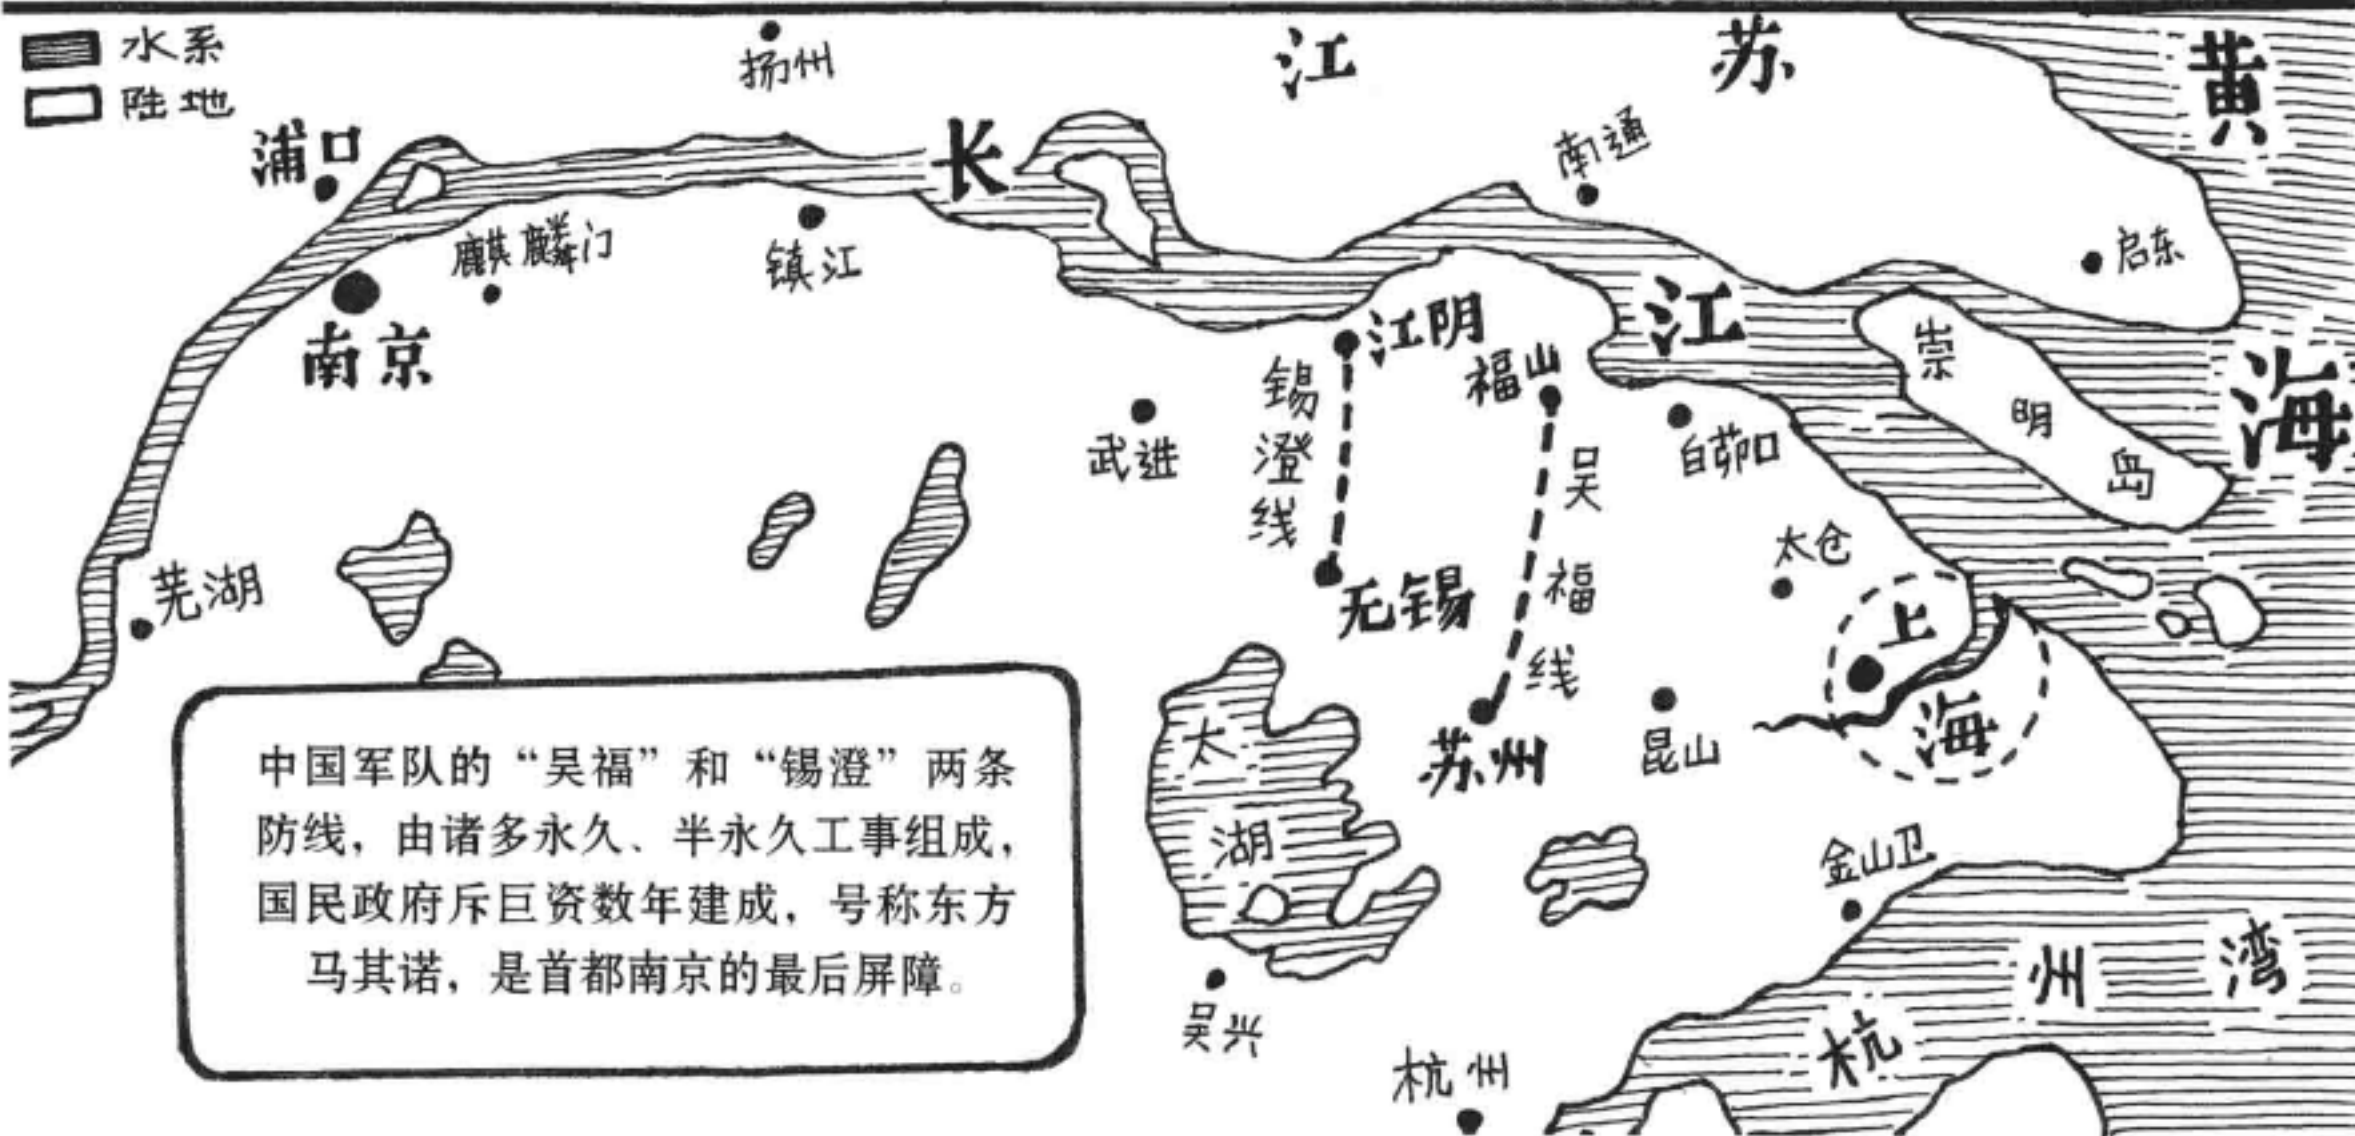 水系
陆地
扬州
江苏
黄海
浦口
长江
南通
启东
麒麟门
镇江
南京
江阴
福山
崇明岛
锡澄线
吴福线
武进
白茆口
太仓
芜湖
无锡
上海
太湖
苏州
昆山
金山卫
中国军队的“吴福”和“锡澄”两条
防线，由诸多永久、半永久工事组成，
国民政府斥巨资数年建成，号称东方
马其诺，是首都南京的最后屏障。
吴兴
杭州湾
杭州